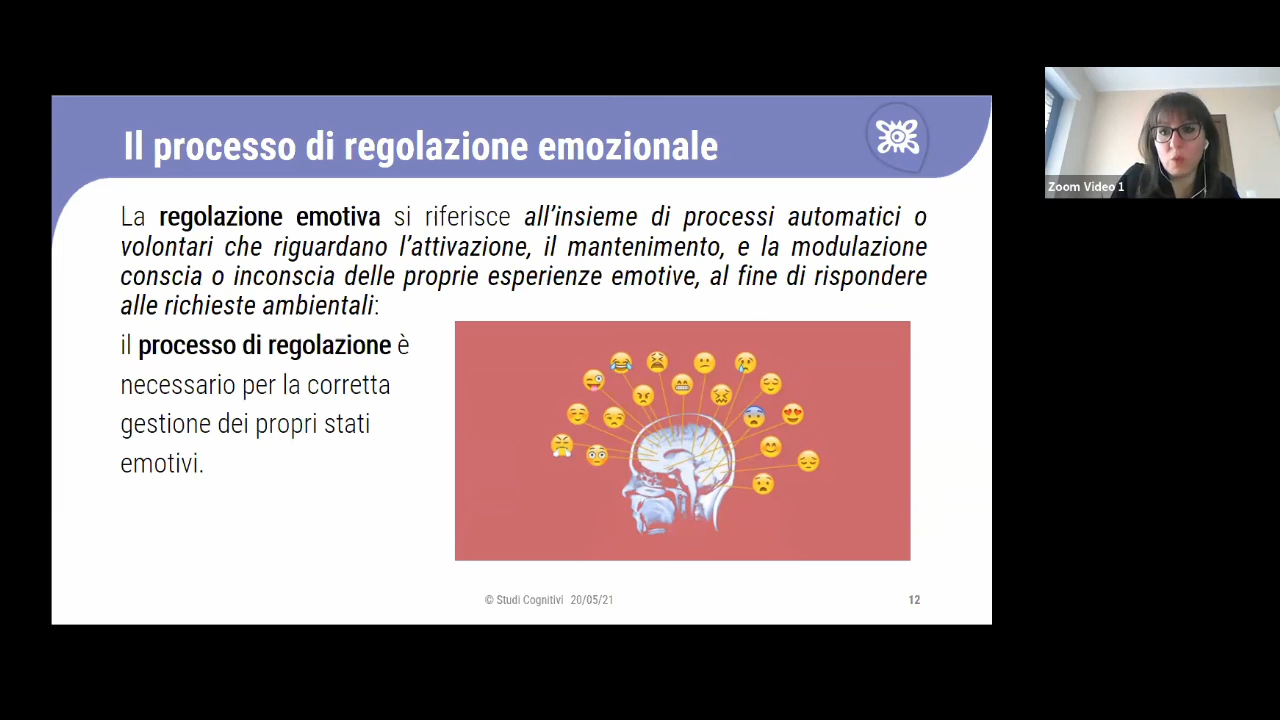 Il processo di regolazione emozionale
La regolazione emotiva si riferisce all’insieme di processi automatici o
volontari che riguardano l’attivazione, il mantenimento, e la modulazione
conscia o inconscia delle proprie esperienze emotive, al fine di rispondere
alle richieste ambientali:
il processo di regolazione è
necessario per la corretta
gestione dei propri stati
emotivi.
© Studi Cognitivi 20/05/21
12
Zoom Video 1